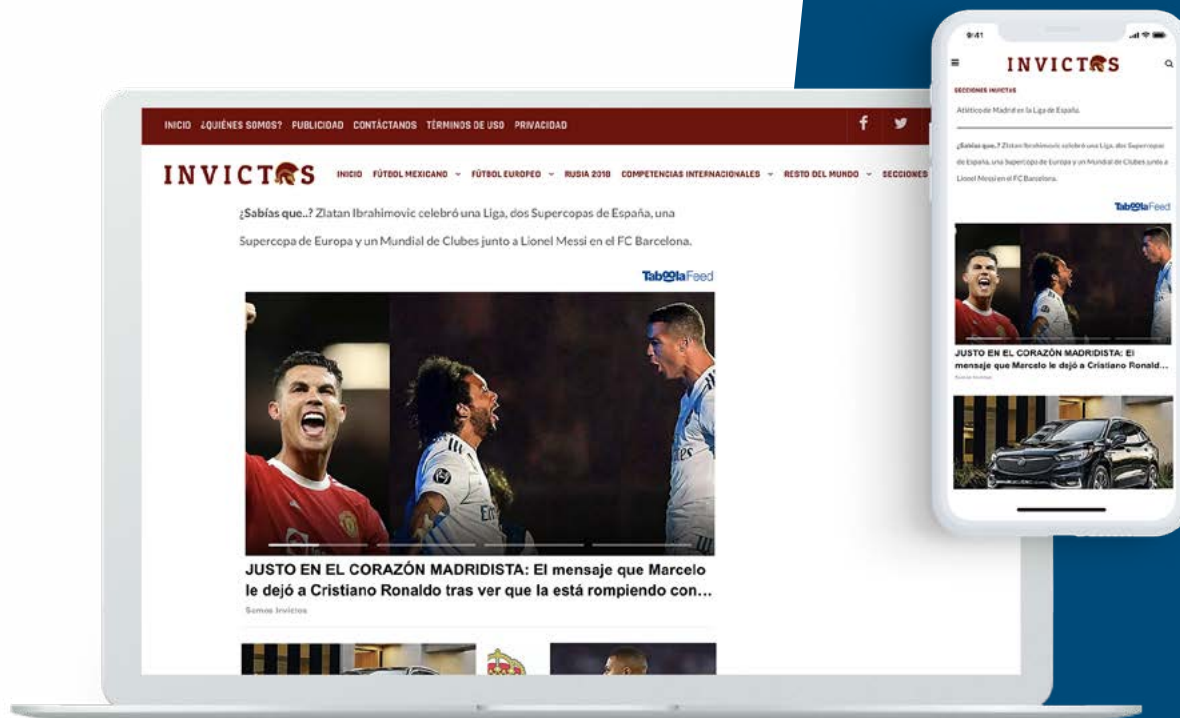 INICIO ¿QUIÉNES SOMOS? PUBLICIDAD CONTÁCTANOS TÉRMINOS DE USO PRIVACIDAD
INVICTOS
INICIO FÚTBOL MEXICANO FÚTBOL EUROPEO RUSIA 2018 COMPETENCIAS INTERNACIONALES RESTO DEL MUNDO SECCIONES
¿Sabías que..? Zlatan Ibrahimovic celebró una Liga, dos Supercopas de España, una
Supercopa de Europa y un Mundial de Clubes junto a Lionel Messi en el FC Barcelona.
Taboola Feed
JUSTO EN EL CORAZÓN MADRIDISTA: El mensaje que Marcelo
le dejó a Cristiano Ronaldo tras ver que la está rompiendo con...
Somos Invictos
9:41
INVICTOS
SECCIONES INVICTAS
Atlético de Madrid en la Liga de España.
¿Sabías que..? Zlatan Ibrahimovic celebró una Liga, dos Supercopas
de España, una Supercopa de Europa y un Mundial de Clubes junto a
Lionel Messi en el FC Barcelona.
Taboola Feed
JUSTO EN EL CORAZÓN MADRIDISTA: El
mensaje que Marcelo le dejó a Cristiano Ronald...
Somos Invictos